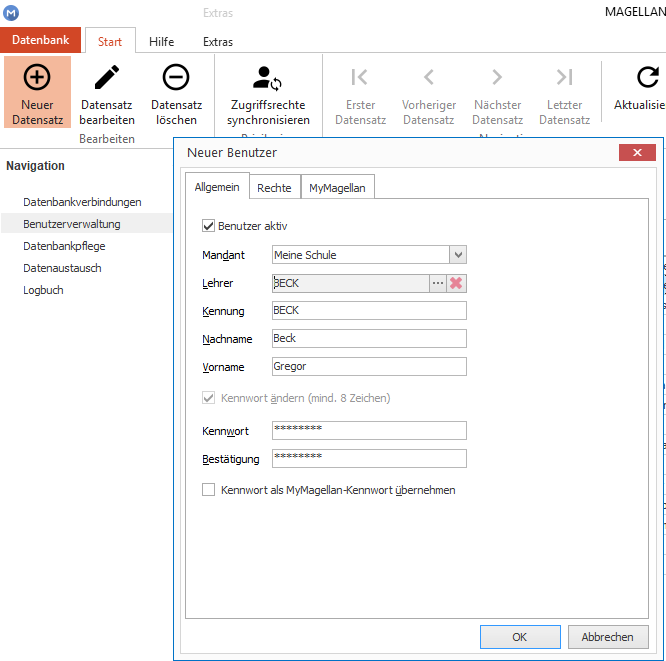 M
Extras
MAGELLAN
Datenbank
Start
Hilfe
Extras
Neuer
Datensatz
Datensatz
bearbeiten
Datensatz
löschen
Zugriffsrechte
synchronisieren
Erster
Datensatz
Vorheriger
Datensatz
Nächster
Datensatz
Letzter
Datensatz
Aktualisie
Bearbeiten
Neuer Benutzer
Navigation
Datenbankverbindungen
Benutzerverwaltung
Datenbankpflege
Datenaustausch
Logbuch
Allgemein
Rechte
MyMagellan
Benutzer aktiv
Mandant
Meine Schule
Lehrer
BECK
...
Kennung
BECK
Nachname
Beck
Vorname
Gregor
Kennwort ändern (mind. 8 Zeichen)
Kennwort
********
Bestätigung
********
Kennwort als MyMagellan-Kennwort übernehmen
OK
Abbrechen